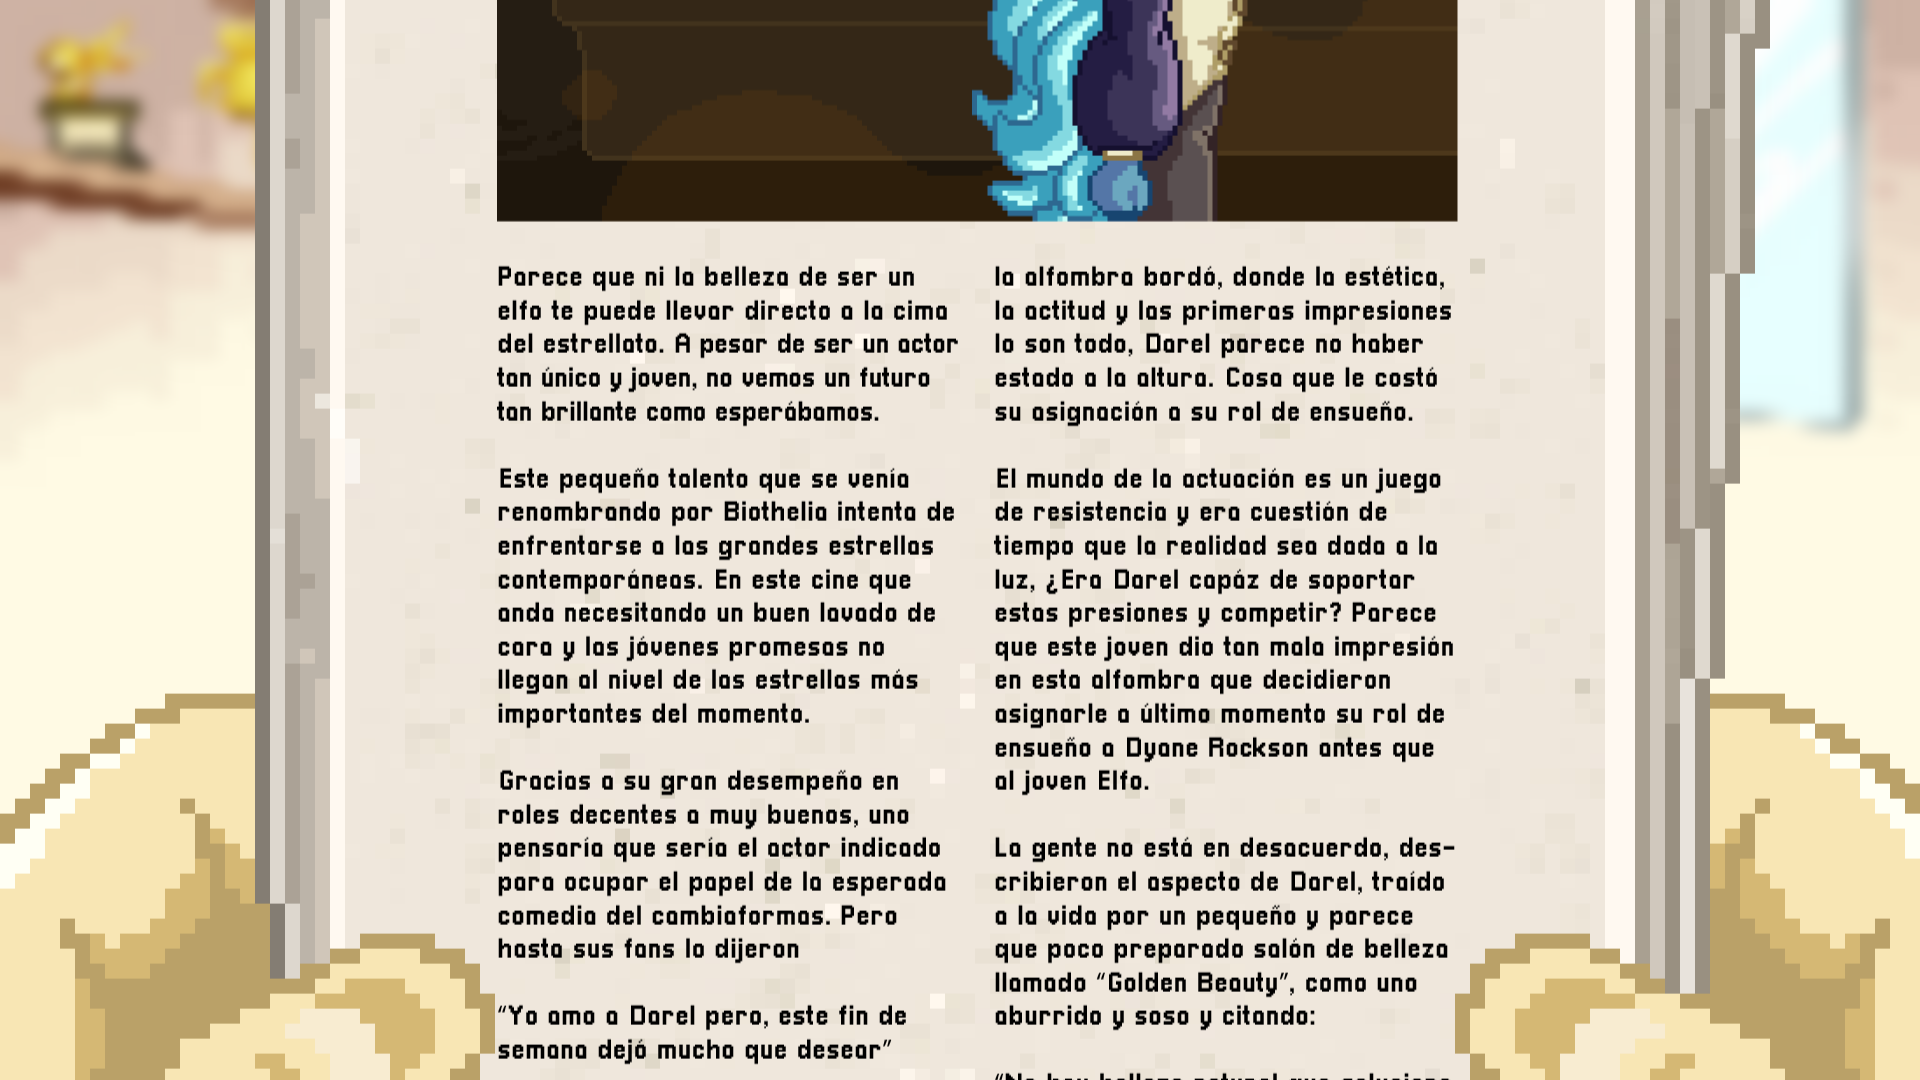 Parece que ni la belleza de ser un
elfo te puede llevar directo a la cima
del estrellato. A pesar de ser un actor
tan único y joven, no vemos un futuro
tan brillante como esperábamos.
Este pequeño talento que se venía
renombrando por Biothelia intenta de
enfrentarse a las grandes estrellas
contemporáneas. En este cine que
anda necesitando un buen lavado de
cara y las jóvenes promesas no
llegan al nivel de las estrellas más
importantes del momento.
Gracias a su gran desempeño en
roles decentes a muy buenos, uno
pensaría que sería el actor indicado
para ocupar el papel de la esperada
comedia del cambiaformas. Pero
hasta sus fans lo dijeron
“Yo amo a Darel pero, este fin de
semana dejó mucho que desear”
la alfombra bordó, donde la estética,
la actitud y las primeras impresiones
lo son todo, Darel parece no haber
estado a la altura. Cosa que le costó
su asignación a su rol de ensueño.
El mundo de la actuación es un juego
de resistencia y era cuestión de
tiempo que la realidad sea dada a la
luz, ¿Era Darel capáz de soportar
estas presiones y competir? Parece
que este joven dio tan mala impresión
en esta alfombra que decidieron
asignarle a último momento su rol de
ensueño a Dyane Rockson antes que
al joven Elfo.
La gente no está en desacuerdo, des-
cribieron el aspecto de Darel, traído
a la vida por un pequeño y parece
que poco preparado salón de belleza
llamado “Golden Beauty”, como uno
aburrido y soso y citando:
“No hay belleza natural que solucione